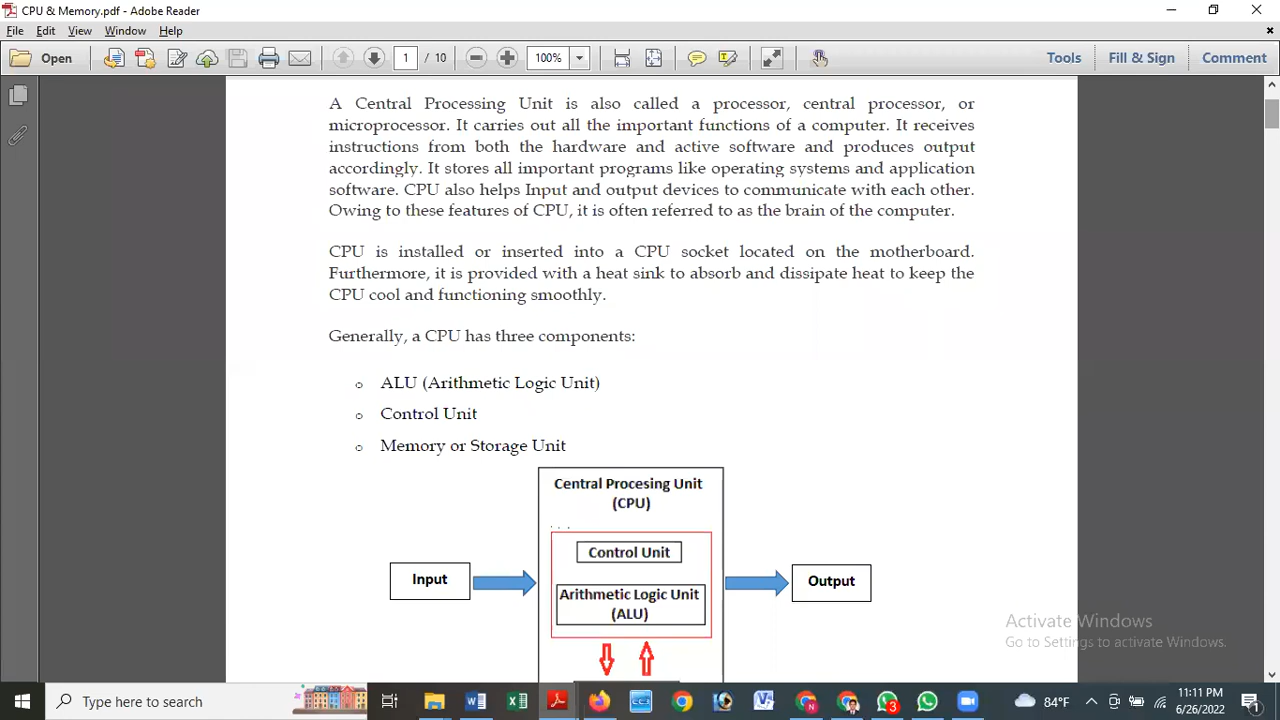 CPU & Memory.pdf - Adobe Reader
File Edit View Window Help
Open 1 / 10 100% Tools Fill & Sign Comment
A Central Processing Unit is also called a processor, central processor, or
microprocessor. It carries out all the important functions of a computer. It receives
instructions from both the hardware and active software and produces output
accordingly. It stores all important programs like operating systems and application
software. CPU also helps Input and output devices to communicate with each other.
Owing to these features of CPU, it is often referred to as the brain of the computer.
CPU is installed or inserted into a CPU socket located on the motherboard.
Furthermore, it is provided with a heat sink to absorb and dissipate heat to keep the
CPU cool and functioning smoothly.
Generally, a CPU has three components:
ALU (Arithmetic Logic Unit)
Control Unit
Memory or Storage Unit
Central Procesing Unit
(CPU)
Control Unit
Input
Arithmetic Logic Unit
(ALU)
Output
Activate Windows
Go to Settings to activate Windows.
Type here to search
3
84°F
11:11 PM
6/26/2022
1